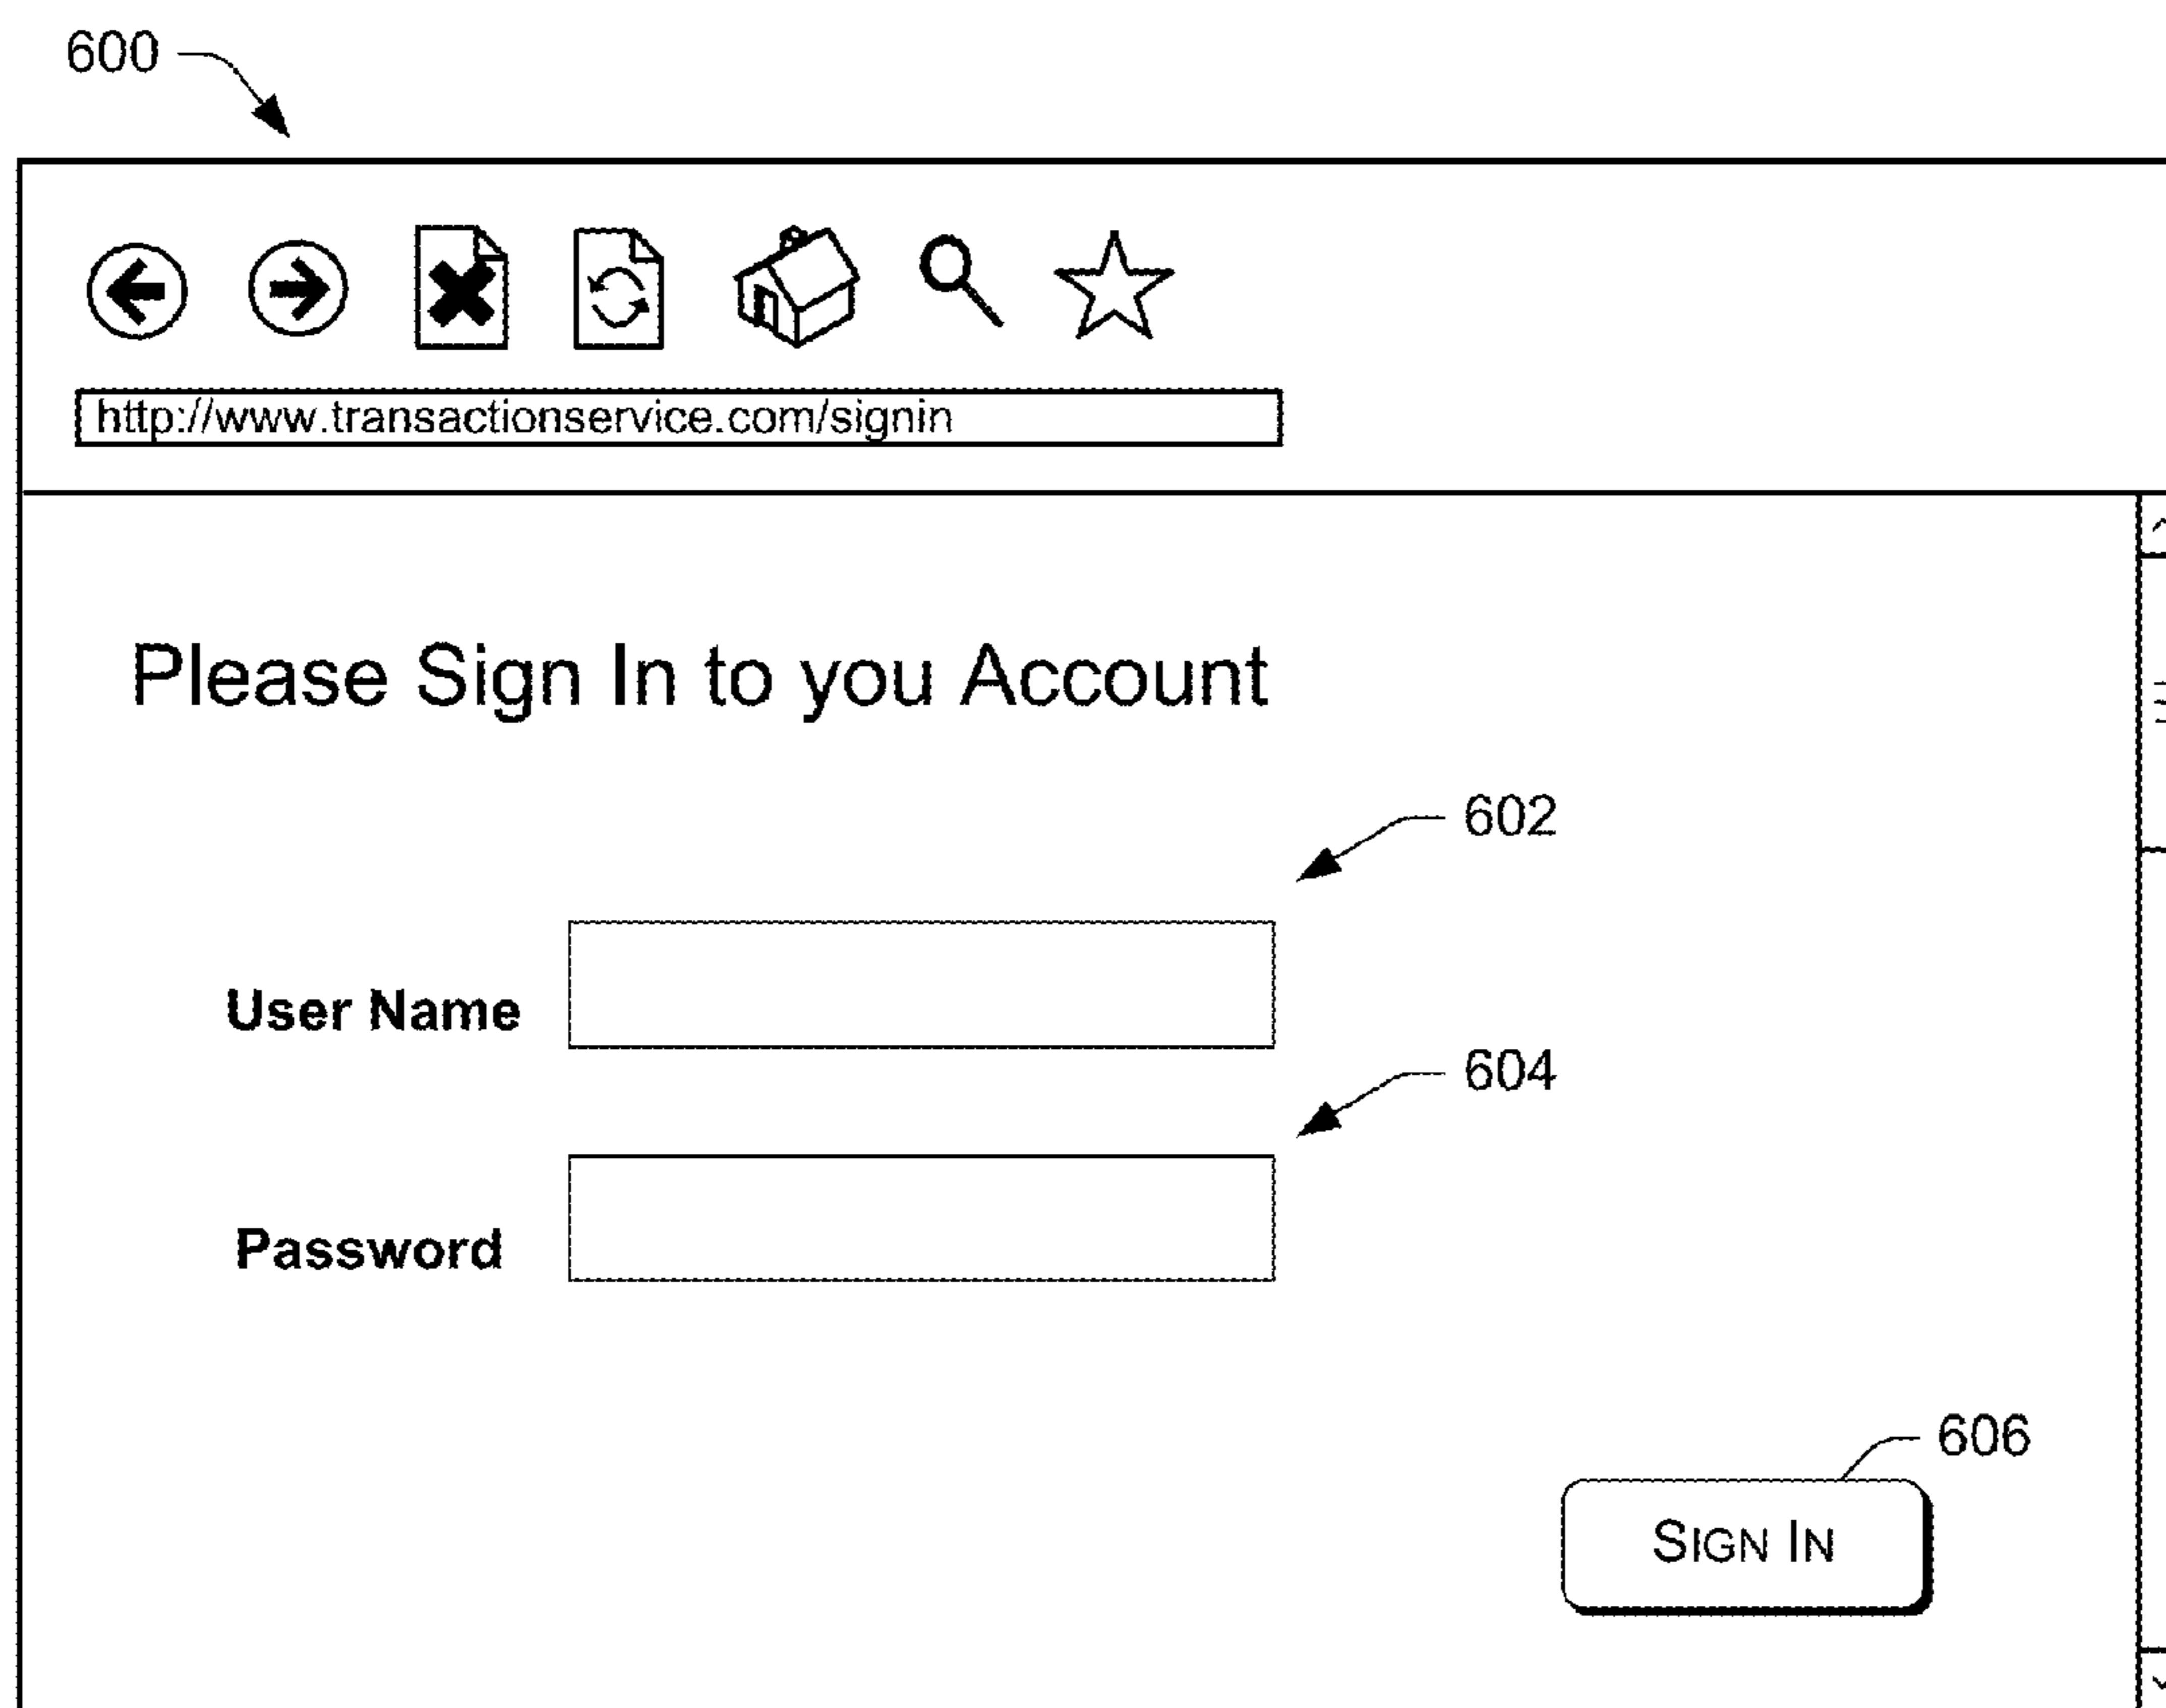 600
http://www.transactionservice.com/signin
Please Sign In to you Account
602
User Name
604
Password
606
SIGN IN